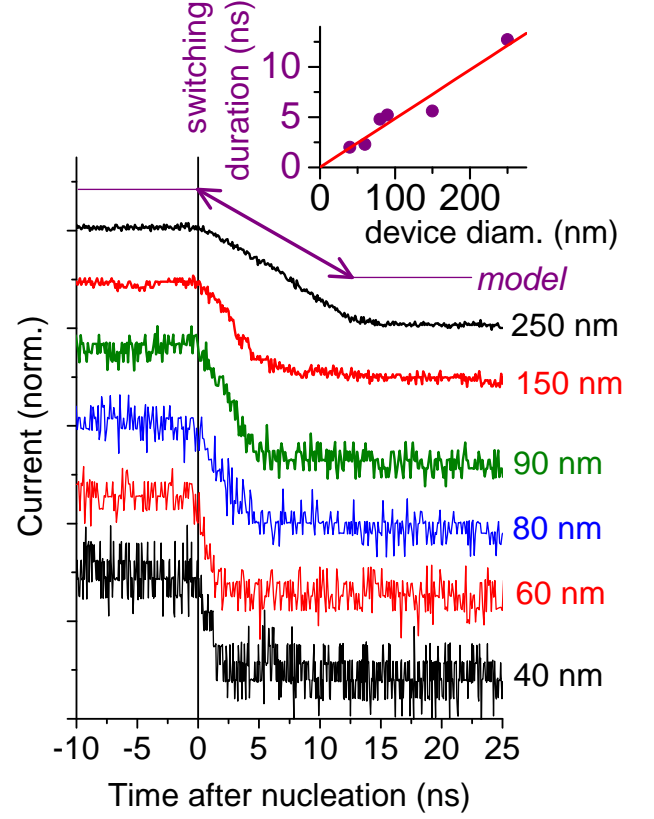 switching
duration (ns)
10
5
0
0
100
200
device diam. (nm)
model
250 nm
150 nm
90 nm
80 nm
60 nm
40 nm
Current (norm.)
-10
-5
0
5
10
15
20
25
Time after nucleation (ns)